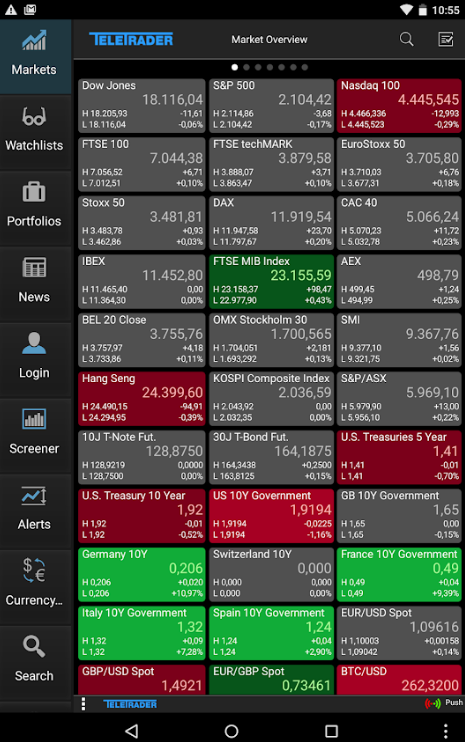 10:55
Markets
Watchlists
Portfolios
News
Login
Screener
Alerts
Currency...
Search
TELETRADER
Market Overview
Dow Jones
18.116,04
H 18.205,93 -11,61
L 18.116,04 -0,06%
S&P 500
2.104,42
H 2.114,86 -3,68
L 2.104,42 -0,17%
Nasdaq 100
4.445,545
H 4.466,336 -12,993
L 4.445,523 -0,29%
FTSE 100
7.044,38
H 7.056,52 +6,71
L 7.012,51 +0,10%
FTSE techMARK
3.879,58
H 3.888,07 +3,71
L 3.863,47 +0,10%
EuroStoxx 50
3.705,80
H 3.710,03 +6,76
L 3.677,31 +0,18%
Stoxx 50
3.481,81
H 3.483,78 +0,93
L 3.462,86 +0,03%
DAX
11.919,54
H 11.947,58 +23,70
L 11.797,67 +0,20%
CAC 40
5.066,24
H 5.070,23 +11,72
L 5.032,78 +0,23%
IBEX
11.452,80
H 11.465,40 0,00
L 11.364,30 0,00%
FTSE MIB Index
23.155,59
H 23.158,37 +98,47
L 22.977,90 +0,43%
AEX
498,79
H 499,45 +1,24
L 494,99 +0,25%
BEL 20 Close
3.755,76
H 3.757,97 +4,18
L 3.733,86 +0,11%
OMX Stockholm 30
1.700,565
H 1.704,051 +2,181
L 1.693,292 +0,13%
SMI
9.367,76
H 9.377,10 +1,56
L 9.321,75 +0,02%
Hang Seng
24.399,60
H 24.490,15 -94,91
L 24.294,95 -0,39%
KOSPI Composite Index
2.036,59
H 2.043,92 0,00
L 2.032,35 0,00%
S&P/ASX
5.969,10
H 5.979,90 +13,00
L 5.956,10 +0,22%
10J T-Note Fut.
128,8750
H 128,9219 0,0000
L 128,7500 0,00%
30J T-Bond Fut.
164,1875
H 164,3438 +0,2500
L 163,8125 +0,15%
U.S. Treasuries 5 Year
1,41
H 1,41 -0,01
L 1,41 -0,70%
U.S. Treasury 10 Year
1,92
H 1,92 -0,01
L 1,92 -0,52%
US 10Y Government
1,9194
H 1,9194 -0,0225
L 1,9194 -1,16%
GB 10Y Government
1,65
H 1,65 0,00
L 1,65 -0,15%
Germany 10Y
0,206
H 0,206 +0,020
L 0,206 +10,97%
Switzerland 10Y
0,000
H 0,000 0,000
L 0,000 0,00%
France 10Y Government
0,49
H 0,49 +0,04
L 0,49 +9,39%
Italy 10Y Government
1,32
H 1,32 +0,09
L 1,32 +7,28%
Spain 10Y Government
1,24
H 1,24 +0,04
L 1,24 +2,90%
EUR/USD Spot
1,09616
H 1,10003 +0,00158
L 1,09042 +0,14%
GBP/USD Spot
1,4921
EUR/GBP Spot
0,73461
BTC/USD
262,3200
TELETRADER
Push